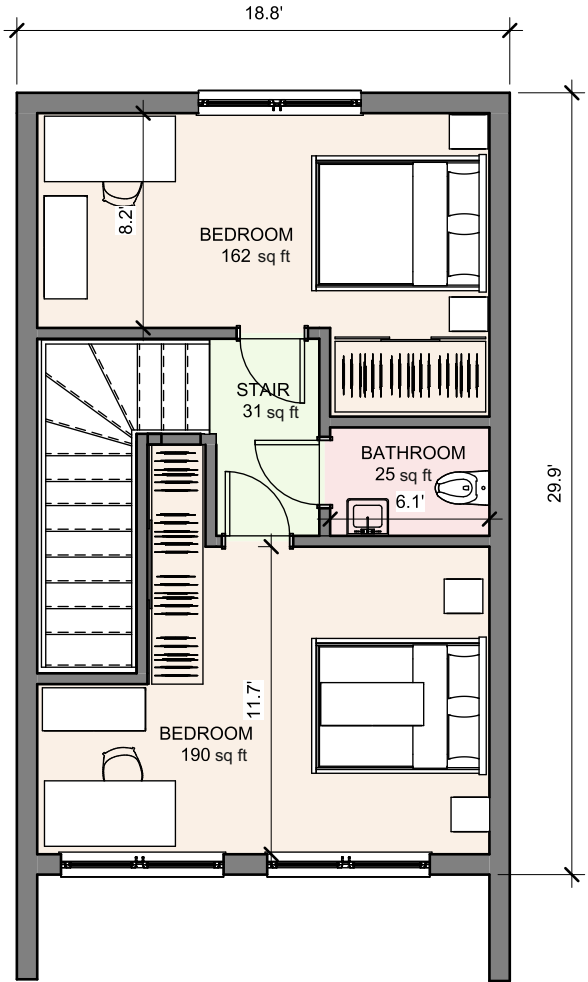 18.8'
8.2'
BEDROOM
162 sq ft
STAIR
31 sq ft
BATHROOM
25 sq ft
6.1'
29.9'
11.7'
BEDROOM
190 sq ft